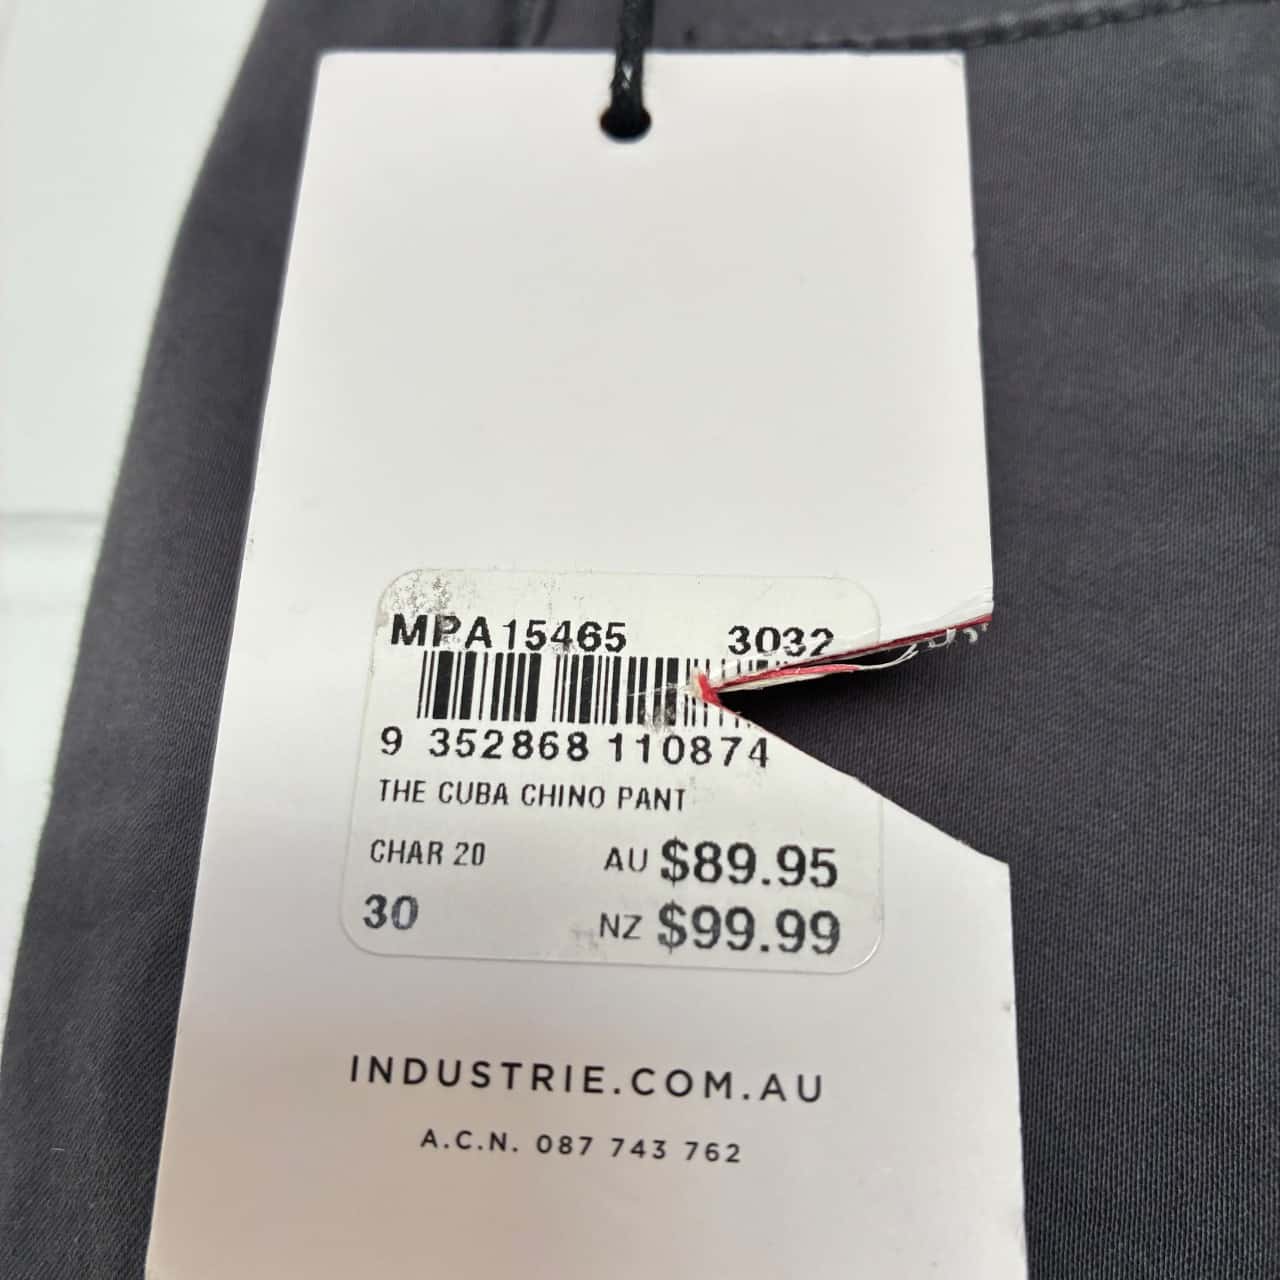 MPA15465 3032
9 352868 110874
THE CUBA CHINO PANT
CHAR 20 AU $89.95
30 NZ $99.99
INDUSTRIE.COM.AU
A.C.N. 087 743 762